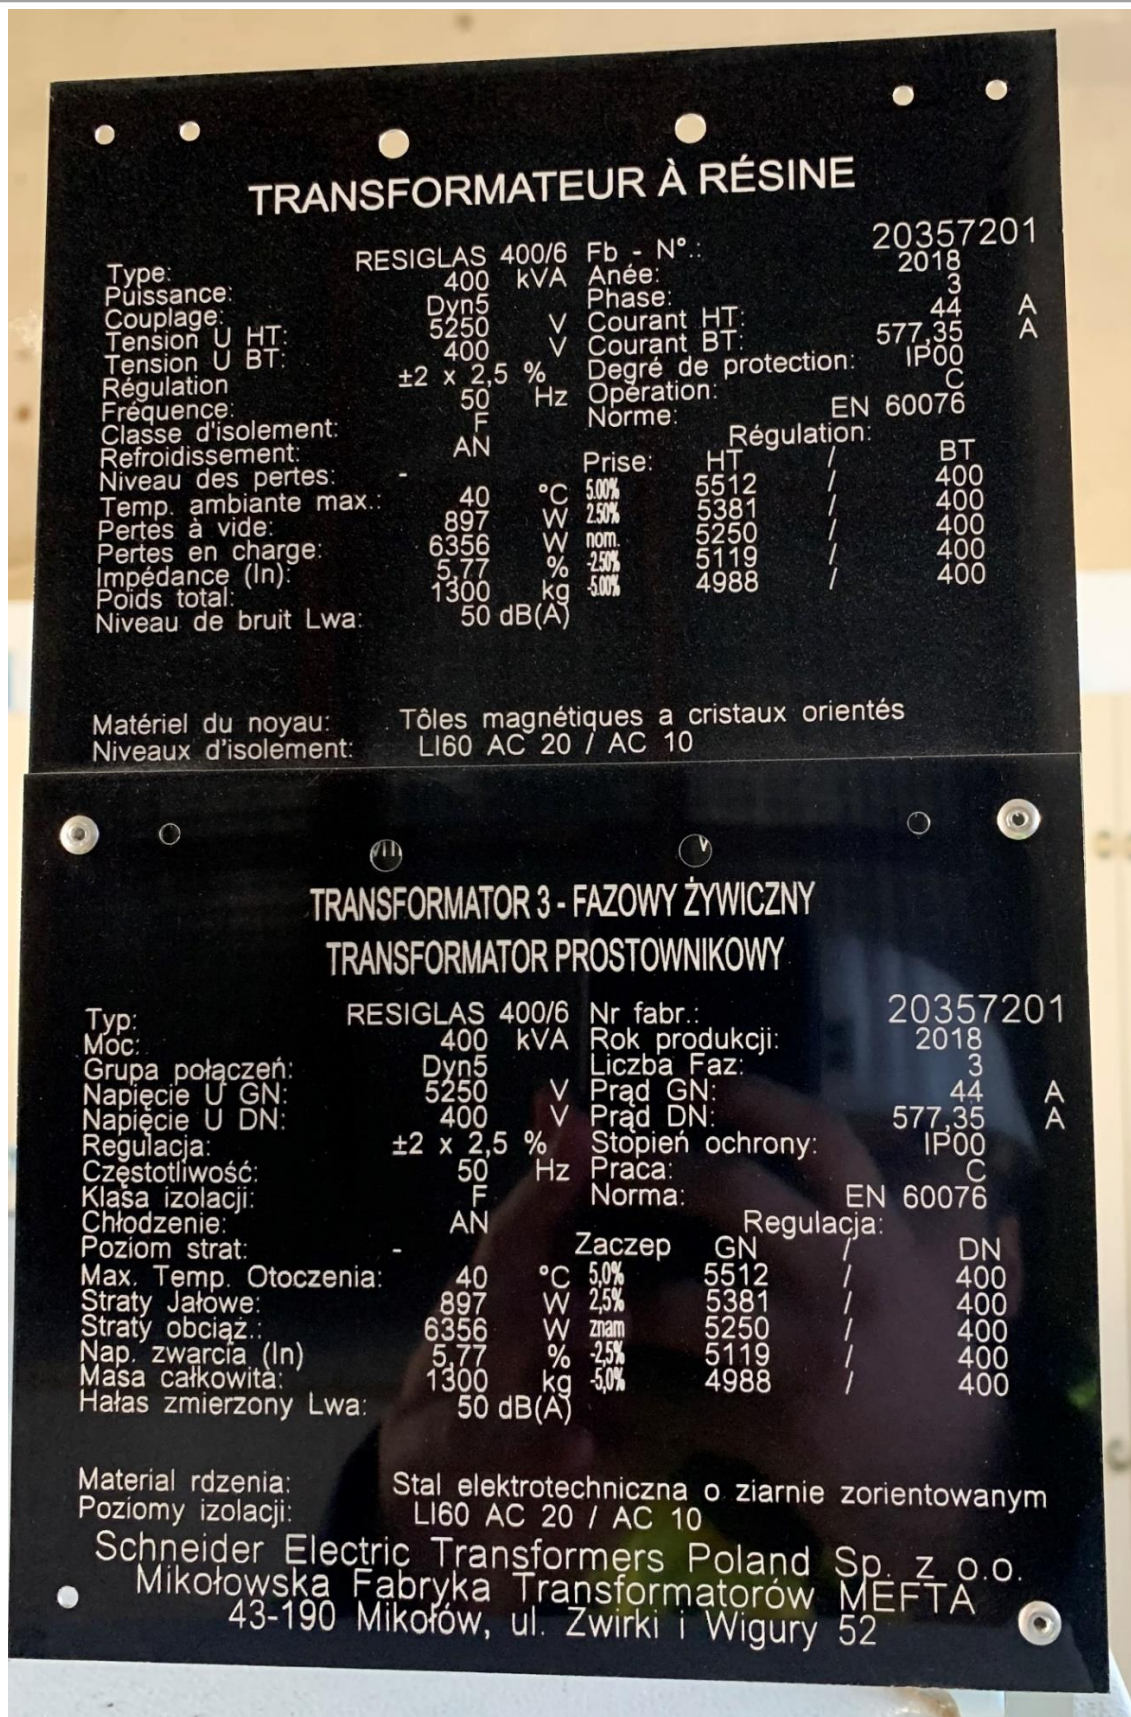 TRANSFORMATEUR À RÉSINE
Type: RESIGLAS 400/6 Fb - N°.: 20357201
Puissance: 400 kVA Anée: 2018
Couplage: Dyn5 Phase: 3
Tension U HT: 5250 V Courant HT: 44 A
Tension U BT: 400 V Courant BT: 577,35 A
Régulation ±2 x 2,5 % Degré de protection: IP00
Fréquence: 50 Hz Opération: C
Classe d'isolement: F Norme: EN 60076
Refroidissement: AN Régulation:
Niveau des pertes: - Prise: HT / BT
Temp. ambiante max.: 40 °C 5.00% 5512 / 400
Pertes à vide: 897 W 2.50% 5381 / 400
Pertes en charge: 6356 W nom. 5250 / 400
Impédance (In): 5,77 % -2.50% 5119 / 400
Poids total: 1300 kg -5.00% 4988 / 400
Niveau de bruit Lwa: 50 dB(A)
Matériel du noyau: Tôles magnétiques a cristaux orientés
Niveaux d'isolement: LI60 AC 20 / AC 10
TRANSFORMATOR 3 - FAZOWY ŻYWICZNY
TRANSFORMATOR PROSTOWNIKOWY
Typ: RESIGLAS 400/6 Nr fabr.: 20357201
Moc: 400 kVA Rok produkcji: 2018
Grupa połączeń: Dyn5 Liczba Faz: 3
Napięcie U GN: 5250 V Prąd GN: 44 A
Napięcie U DN: 400 V Prąd DN: 577,35 A
Regulacja: ±2 x 2,5 % Stopień ochrony: IP00
Częstotliwość: 50 Hz Praca: C
Klasa izolacji: F Norma: EN 60076
Chłodzenie: AN Regulacja:
Poziom strat: - Zaczep GN / DN
Max. Temp. Otoczenia: 40 °C 5,0% 5512 / 400
Straty Jałowe: 897 W 2,5% 5381 / 400
Straty obciąż.: 6356 W znam 5250 / 400
Nap. zwarcia (In) 5,77 % -2,5% 5119 / 400
Masa całkowita: 1300 kg -5,0% 4988 / 400
Hałas zmierzony Lwa: 50 dB(A)
Material rdzenia: Stal elektrotechniczna o ziarnie zorientowanym
Poziomy izolacji: LI60 AC 20 / AC 10
Schneider Electric Transformers Poland Sp. z o.o.
Mikołowska Fabryka Transformatorów MEFTA
43-190 Mikołów, ul. Żwirki i Wigury 52